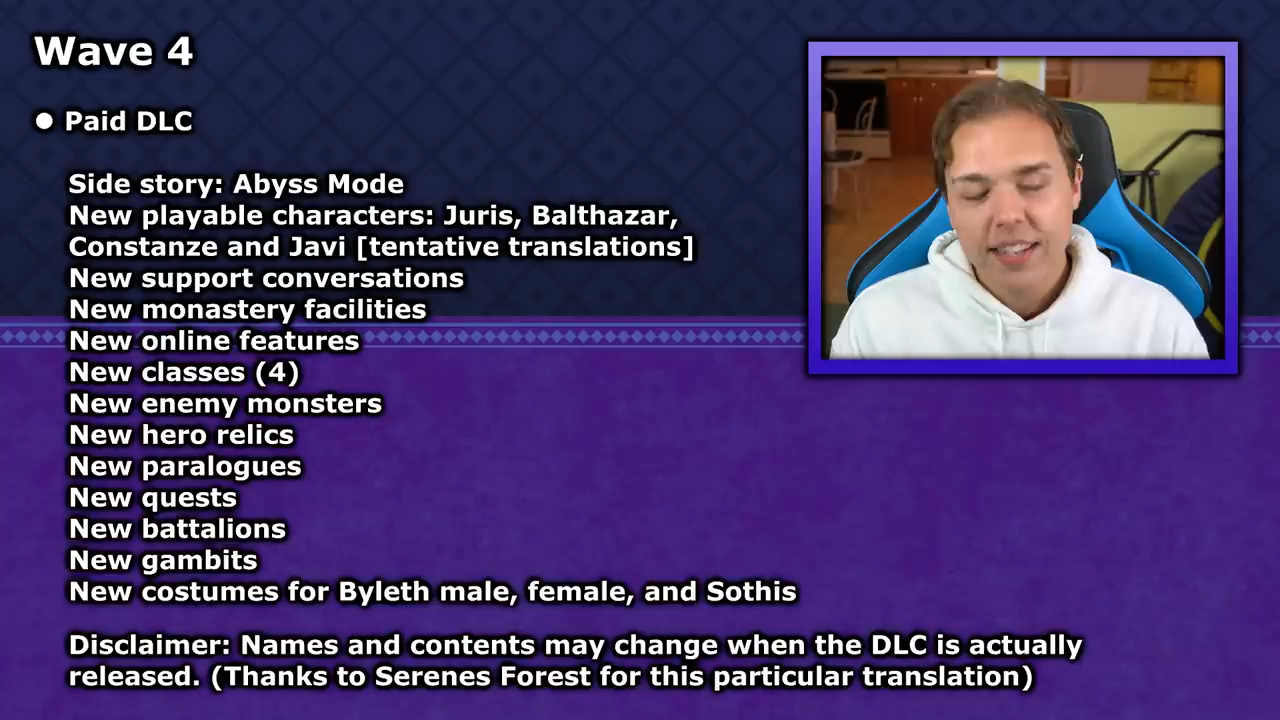 Wave 4
● Paid DLC
Side story: Abyss Mode
New playable characters: Juris, Balthazar,
Constanze and Javi [tentative translations]
New support conversations
New monastery facilities
New online features
New classes (4)
New enemy monsters
New hero relics
New paralogues
New quests
New battalions
New gambits
New costumes for Byleth male, female, and Sothis
Disclaimer: Names and contents may change when the DLC is actually
released. (Thanks to Serenes Forest for this particular translation)